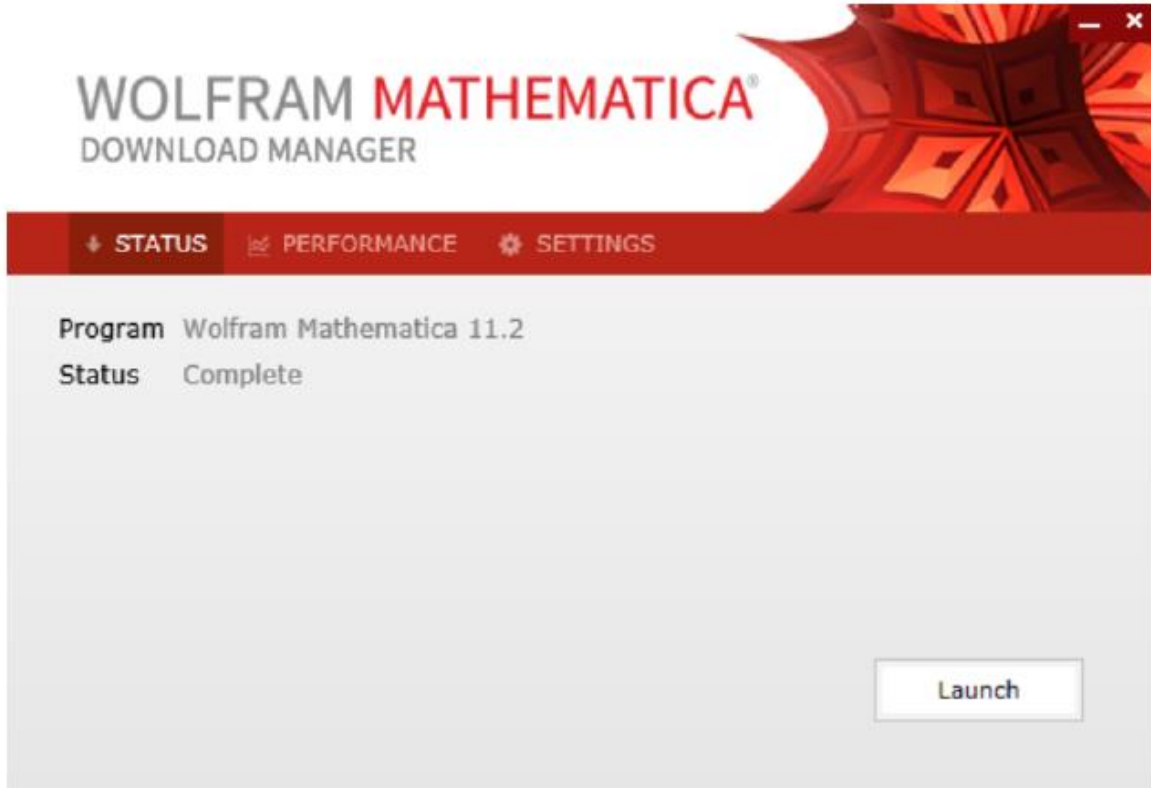 WOLFRAM MATHEMATICA®
DOWNLOAD MANAGER
STATUS PERFORMANCE SETTINGS
Program Wolfram Mathematica 11.2
Status Complete
Launch